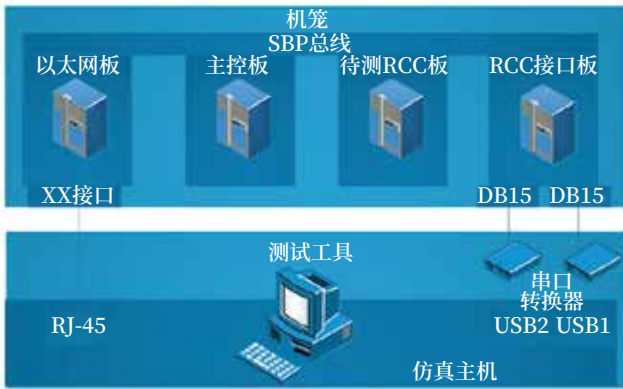 机笼
SBP总线
以太网板 主控板 待测RCC板 RCC接口板
XX接口 DB15 DB15
测试工具
串口
转换器
RJ-45 USB2 USB1
仿真主机